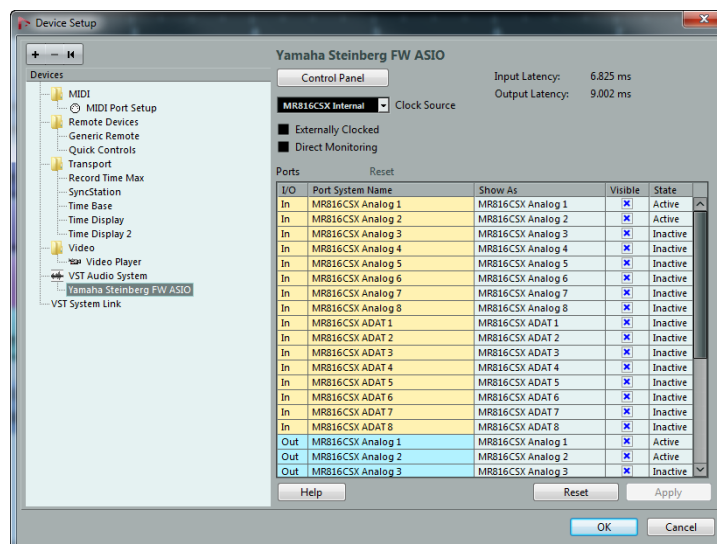 Device Setup
+ -
Devices
MIDI
MIDI Port Setup
Remote Devices
Generic Remote
Quick Controls
Transport
Record Time Max
SyncStation
Time Base
Time Display
Time Display 2
Video
Video Player
VST Audio System
Yamaha Steinberg FW ASIO
VST System Link
Yamaha Steinberg FW ASIO
Control Panel
Input Latency: 6.825 ms
Output Latency: 9.002 ms
MR816CSX Internal Clock Source
Externally Clocked
Direct Monitoring
Ports Reset
I/O Port System Name Show As Visible State
In MR816CSX Analog 1 MR816CSX Analog 1 Active
In MR816CSX Analog 2 MR816CSX Analog 2 Active
In MR816CSX Analog 3 MR816CSX Analog 3 Inactive
In MR816CSX Analog 4 MR816CSX Analog 4 Inactive
In MR816CSX Analog 5 MR816CSX Analog 5 Inactive
In MR816CSX Analog 6 MR816CSX Analog 6 Inactive
In MR816CSX Analog 7 MR816CSX Analog 7 Inactive
In MR816CSX Analog 8 MR816CSX Analog 8 Inactive
In MR816CSX ADAT 1 MR816CSX ADAT 1 Inactive
In MR816CSX ADAT 2 MR816CSX ADAT 2 Inactive
In MR816CSX ADAT 3 MR816CSX ADAT 3 Inactive
In MR816CSX ADAT 4 MR816CSX ADAT 4 Inactive
In MR816CSX ADAT 5 MR816CSX ADAT 5 Inactive
In MR816CSX ADAT 6 MR816CSX ADAT 6 Inactive
In MR816CSX ADAT 7 MR816CSX ADAT 7 Inactive
In MR816CSX ADAT 8 MR816CSX ADAT 8 Inactive
Out MR816CSX Analog 1 MR816CSX Analog 1 Active
Out MR816CSX Analog 2 MR816CSX Analog 2 Active
Out MR816CSX Analog 3 MR816CSX Analog 3 Inactive
Help Reset Apply
OK Cancel